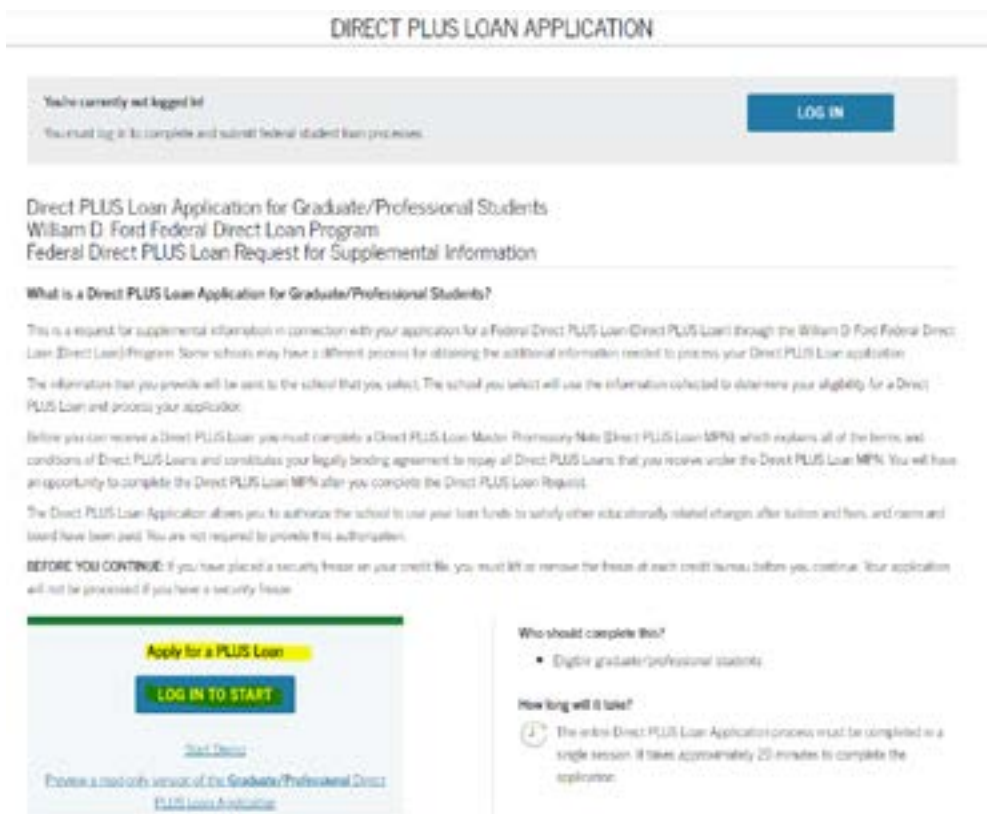 DIRECT PLUS LOAN APPLICATION
You're currently not logged in!
LOG IN
You must log in to complete and submit federal student loan processes.
Direct PLUS Loan Application for Graduate/Professional Students
William D. Ford Federal Direct Loan Program
Federal Direct PLUS Loan Request for Supplemental Information
What is a Direct PLUS Loan Application for Graduate/Professional Students?
This is a request for supplemental information in connection with your application for a Federal Direct PLUS Loan (Direct PLUS Loan) through the William D. Ford Federal Direct
Loan (Direct Loan) Program. Some schools may have a different process for obtaining the additional information needed to process your Direct PLUS Loan application.
The information that you provide will be sent to the school that you select. The school you select will use the information collected to determine your eligibility for a Direct
PLUS Loan and process your application.
Before you can receive a Direct PLUS Loan, you must complete a Direct PLUS Loan Master Promissory Note (Direct PLUS Loan MPN), which explains all of the terms and
conditions of Direct PLUS Loans and constitutes your legally binding agreement to repay all Direct PLUS Loans that you receive under the Direct PLUS Loan MPN. You will have
an opportunity to complete the Direct PLUS Loan MPN after you complete the Direct PLUS Loan Request.
The Direct PLUS Loan Application allows you to authorize the school to use your loan funds to satisfy other educationally related charges after tuition and fees, and room and
board have been paid. You are not required to provide this authorization.
BEFORE YOU CONTINUE: If you have placed a security freeze on your credit file, you must lift or remove the freeze at each credit bureau before you continue. Your application
will not be processed if you have a security freeze.
Apply for a PLUS Loan
LOG IN TO START
Start Demo
Preview a read-only version of the Graduate/Professional Direct
PLUS Loan Application
Who should complete this?
• Eligible graduate/professional students
How long will it take?
The entire Direct PLUS Loan Application process must be completed in a
single session. It takes approximately 20 minutes to complete the
application.